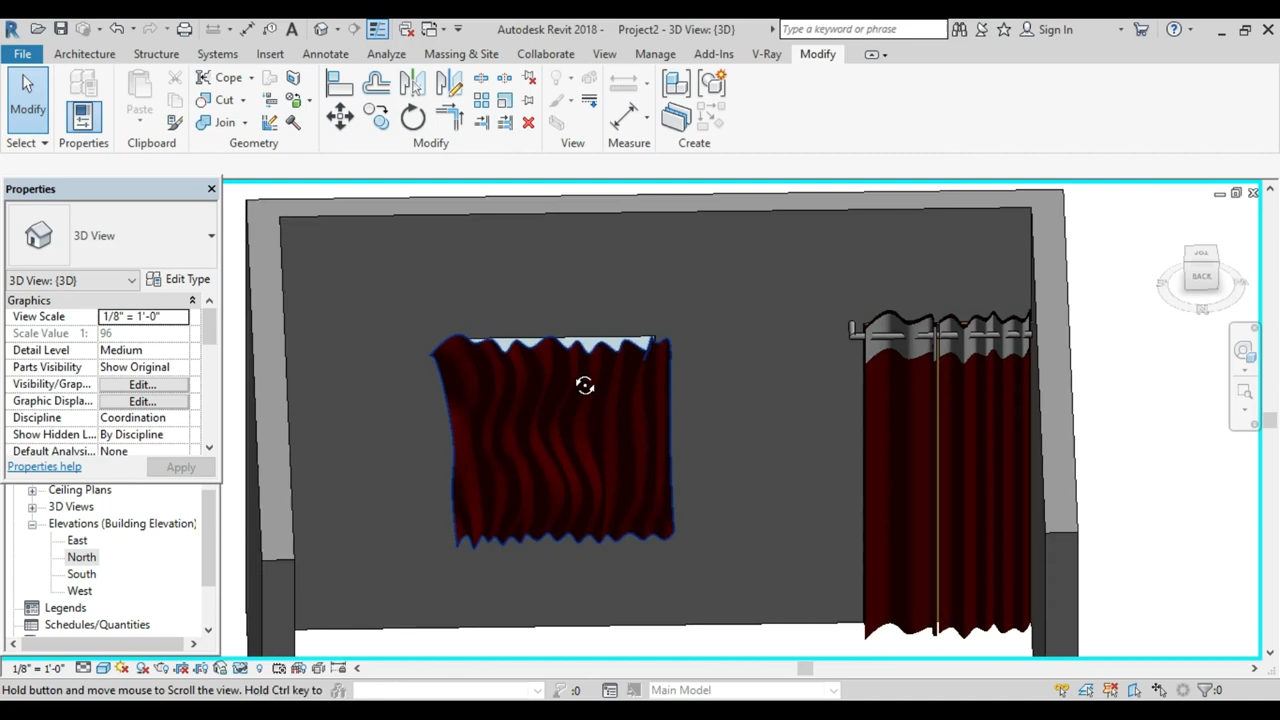 Autodesk Revit 2018 -   Project2 - 3D View: {3D}
Type a keyword or phrase
Sign In
File
Architecture
Structure
Systems
Insert
Annotate
Analyze
Massing & Site
Collaborate
View
Manage
Add-Ins
V-Ray
Modify
Modify
Paste
Cope
Cut
Join
Select
Properties
Clipboard
Geometry
Modify
View
Measure
Create
Properties
3D View
3D View: {3D}
Edit Type
Graphics
View Scale 1/8" = 1'-0"
Scale Value 1: 96
Detail Level Medium
Parts Visibility Show Original
Visibility/Grap... Edit...
Graphic Displa... Edit...
Discipline Coordination
Show Hidden L... By Discipline
Default Analysi... None
Properties help
Apply
Ceiling Plans
3D Views
Elevations (Building Elevation)
East
North
South
West
Legends
Schedules/Quantities
TOP
BACK
1/8" = 1'-0"
Hold button and move mouse to Scroll the view. Hold Ctrl key to
:0
Main Model
:0